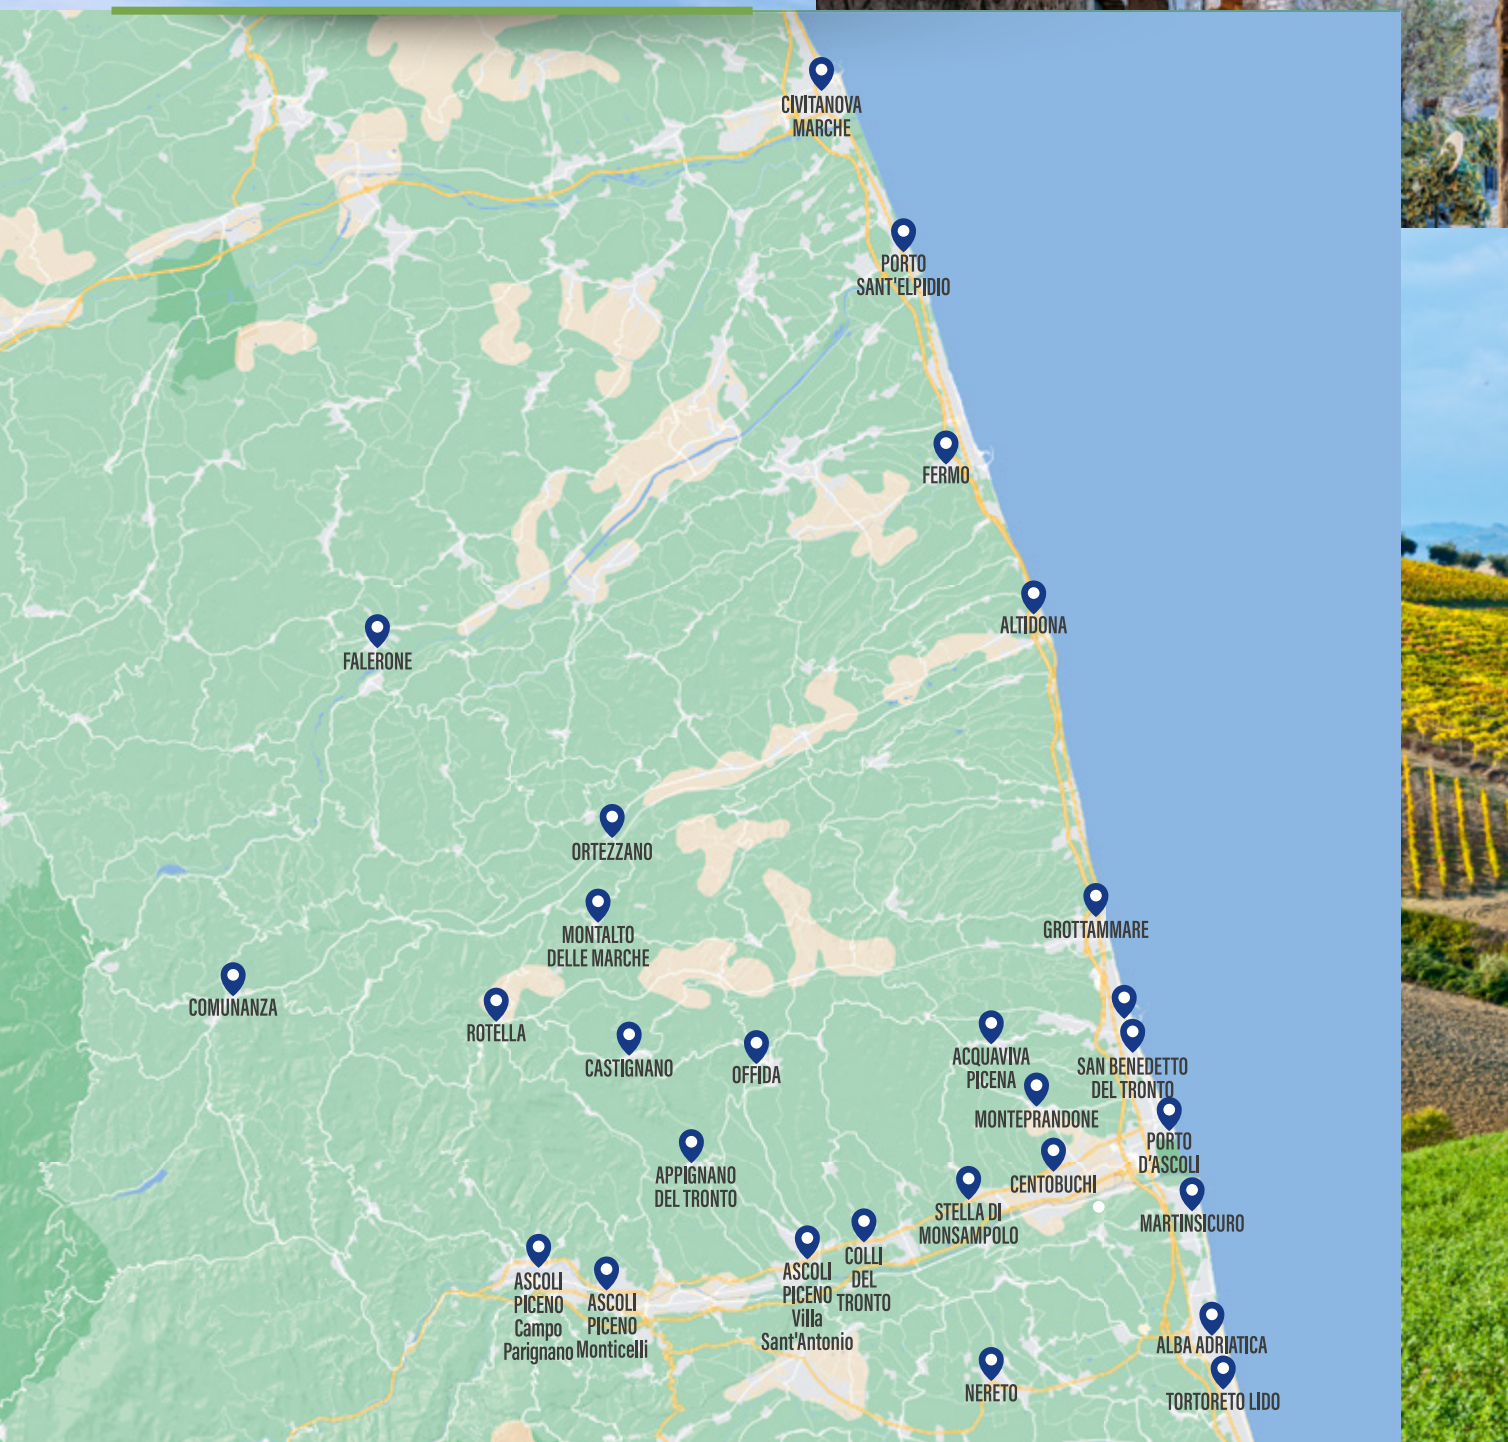 CIVITANOVA
MARCHE
PORTO
SANT'ELPIDIO
FERMO
ALTIDONA
FALERONE
ORTEZZANO
MONTALTO
DELLE MARCHE
GROTTAMMARE
COMUNANZA
ROTELLA
CASTIGNANO
OFFIDA
ACQUAVIVA
PICENA
SAN BENEDETTO
DEL TRONTO
MONTEPRANDONE
PORTO
D'ASCOLI
APPIGNANO
DEL TRONTO
CENTOBUCHI
STELLA DI
MONSAMPOLO
MARTINSICURO
COLLI
DEL
TRONTO
ASCOLI
PICENO
Villa
Sant'Antonio
ASCOLI
PICENO
Campo
Parignano
ASCOLI
PICENO
Monticelli
ALBA ADRIATICA
NERETO
TORTORETO LIDO